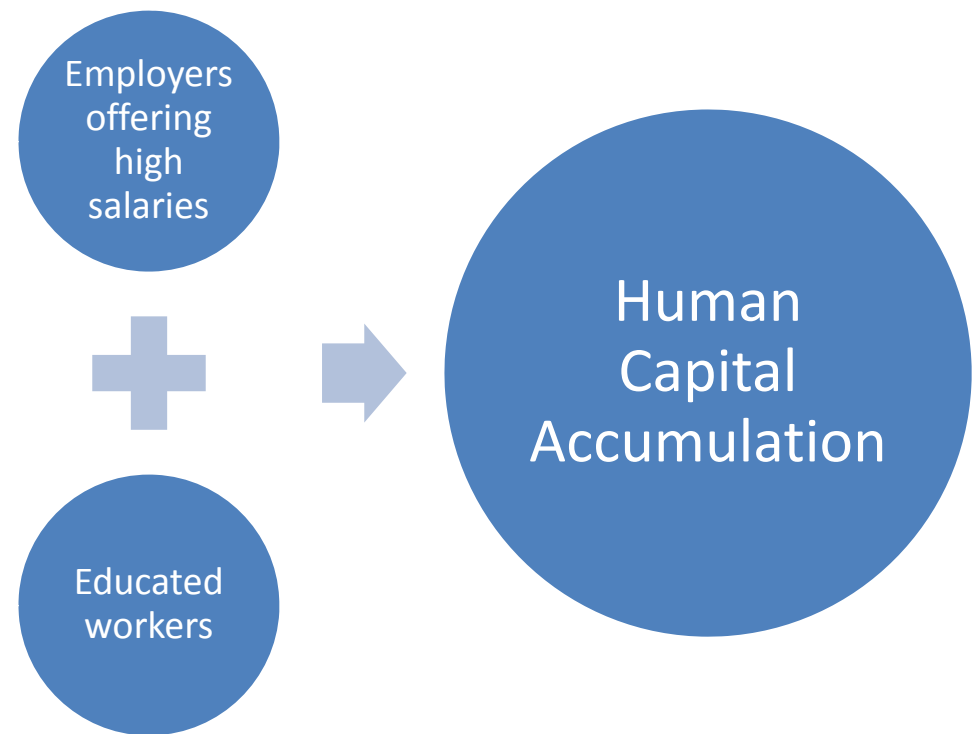 Employers
offering
high
salaries
Educated
workers
Human
Capital
Accumulation